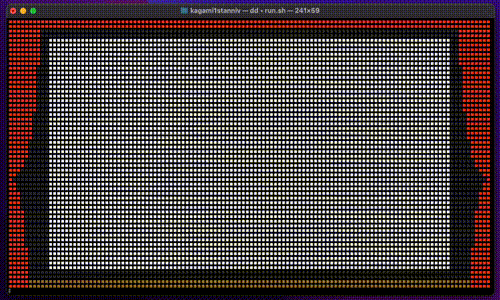 kagami1stanniv — dd • run.sh — 241×59